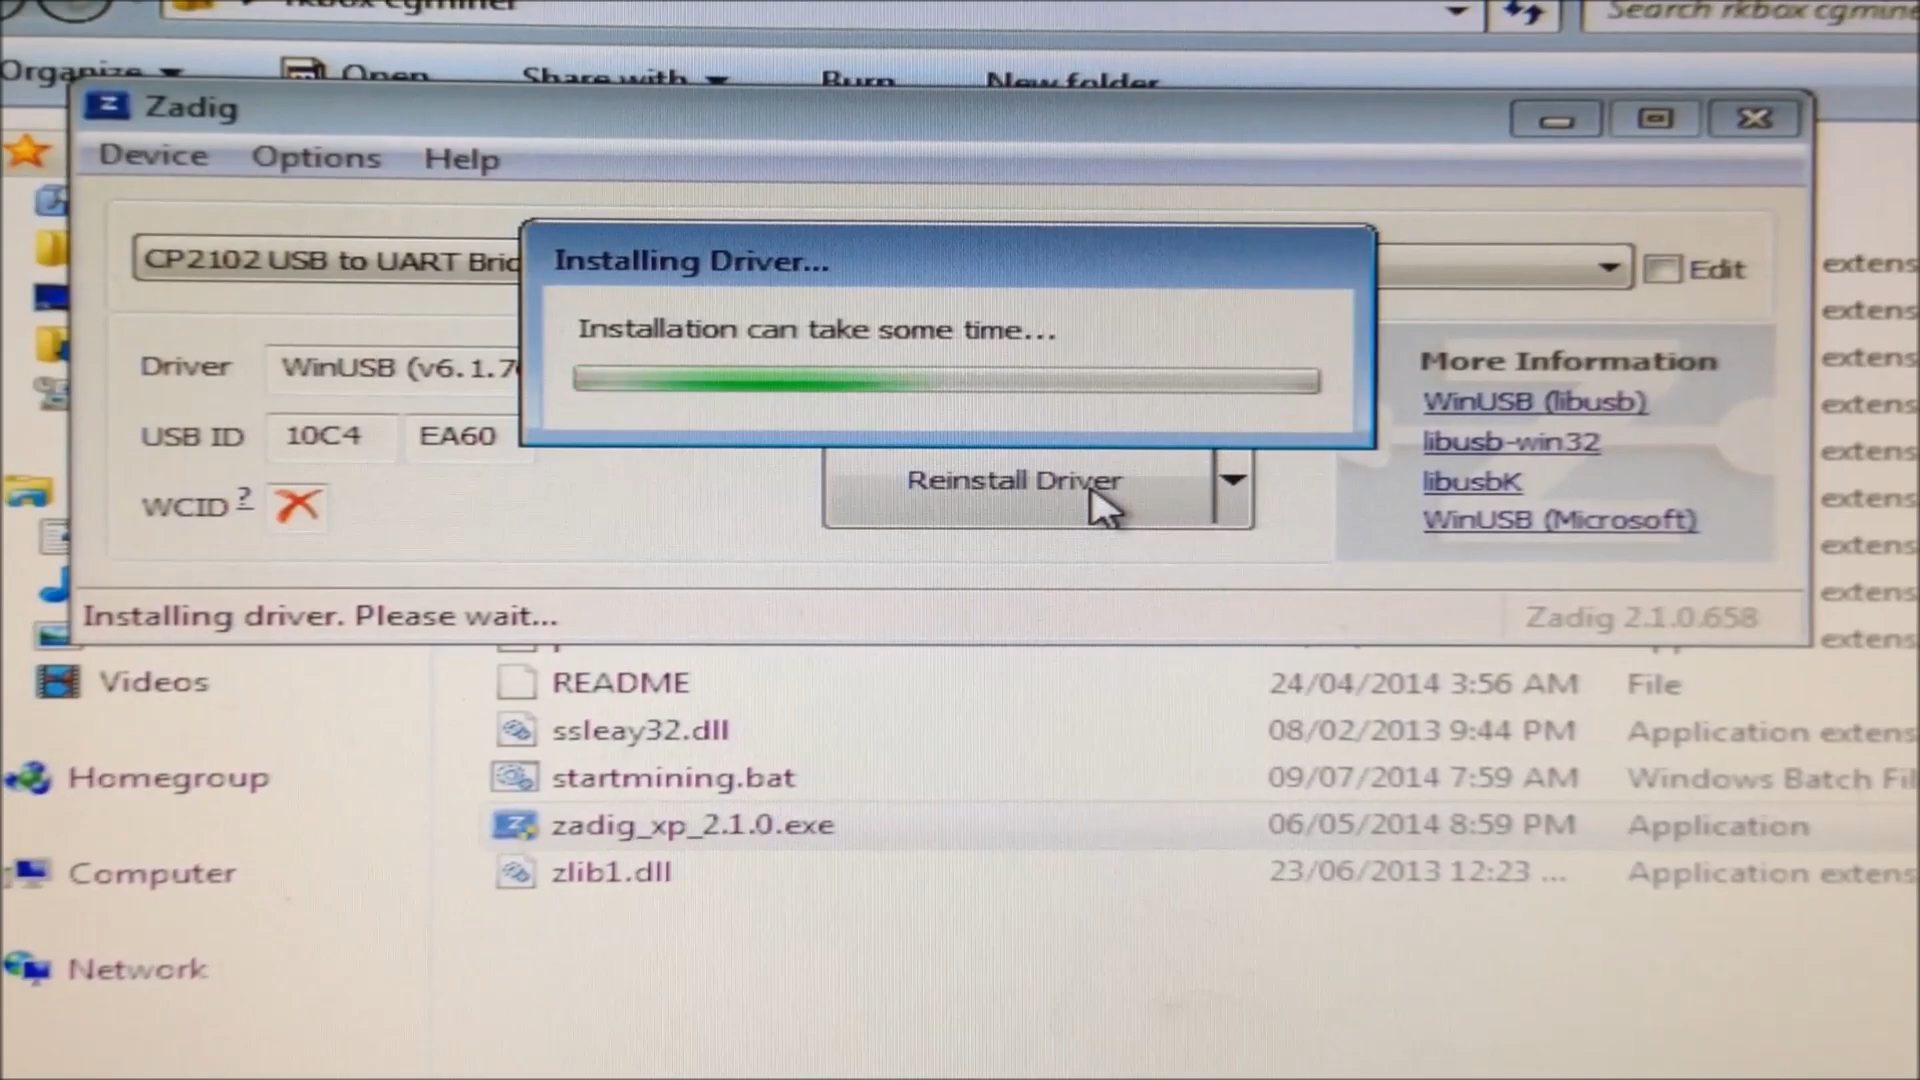 rkbox cgminer
Search rkbox cgmine
Organize Open Share with Burn New folder
Zadig
Device Options Help
CP2102 USB to UART Brid
Edit
Installing Driver...
Installation can take some time...
Driver WinUSB (v6.1.7
USB ID 10C4 EA60
WCID ?
Reinstall Driver
More Information
WinUSB (libusb)
libusb-win32
libusbK
WinUSB (Microsoft)
Installing driver. Please wait...
Zadig 2.1.0.658
extens
extens
extens
extens
extens
extens
extens
extens
extens
Videos
Homegroup
Computer
Network
README 24/04/2014 3:56 AM File
ssleay32.dll 08/02/2013 9:44 PM Application extens
startmining.bat 09/07/2014 7:59 AM Windows Batch Fil
zadig_xp_2.1.0.exe 06/05/2014 8:59 PM Application
zlib1.dll 23/06/2013 12:23 ... Application extens